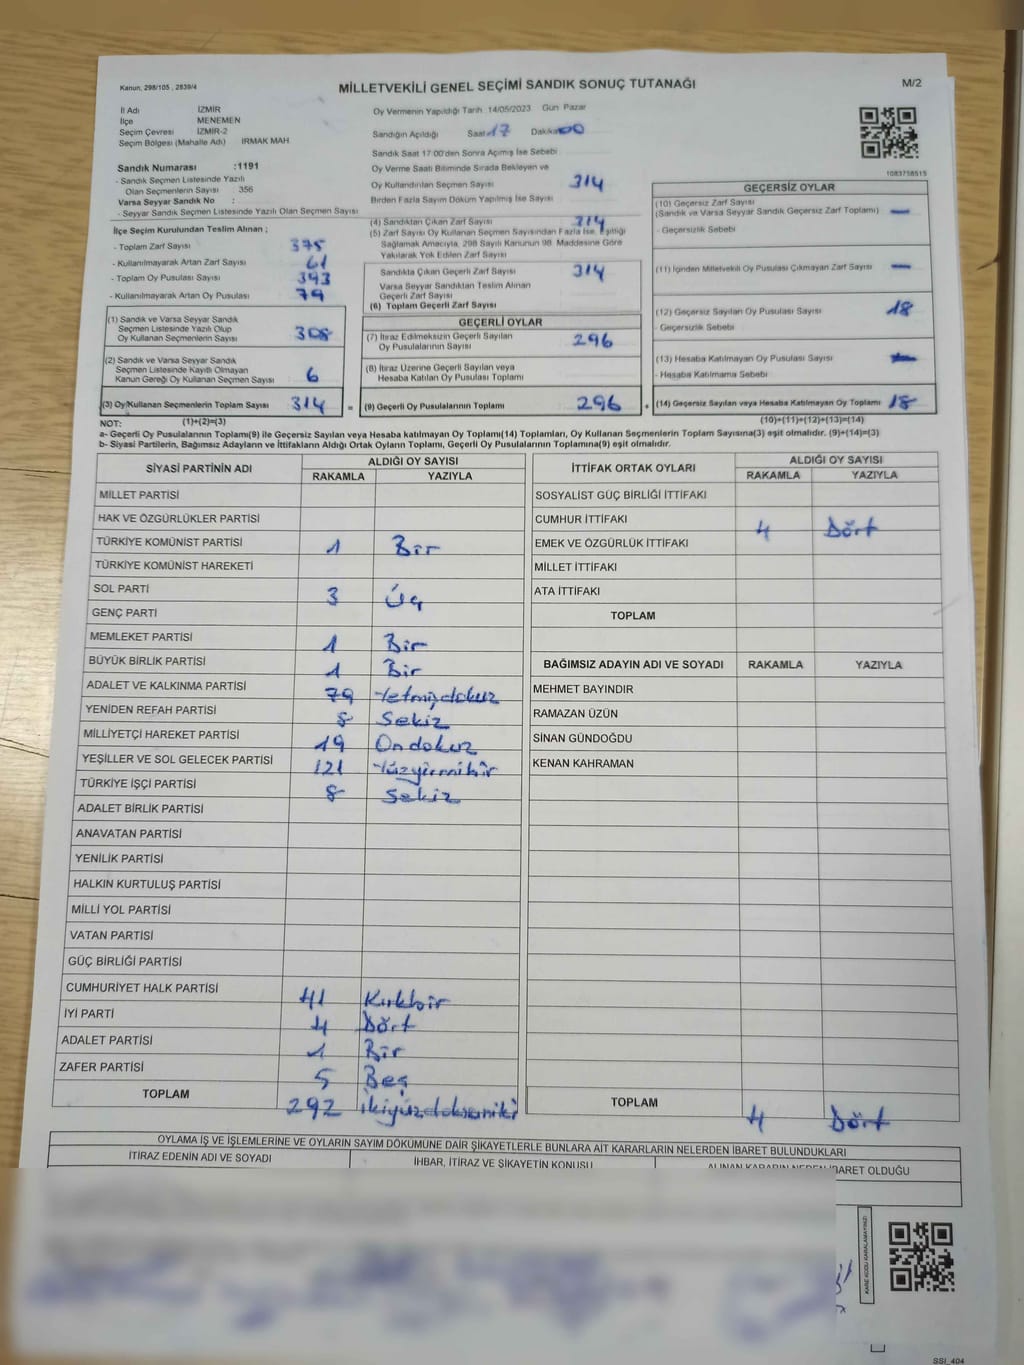 Kanun, 298/105 , 2839/4
MİLLETVEKİLİ GENEL SEÇİMİ SANDIK SONUÇ TUTANAĞI
M/2
İl Adı İZMİR
İlçe MENEMEN
Seçim Çevresi İZMİR-2
Seçim Bölgesi (Mahalle Adı) IRMAK MAH
Sandık Numarası :1191
- Sandık Seçmen Listesinde Yazılı
Olan Seçmenlerin Sayısı 356
Varsa Seyyar Sandık No :
- Seyyar Sandık Seçmen Listesinde Yazılı Olan Seçmen Sayısı
İlçe Seçim Kurulundan Teslim Alınan ;
- Toplam Zarf Sayısı 375
- Kullanılmayarak Artan Zarf Sayısı 61
- Toplam Oy Pusulası Sayısı 393
- Kullanılmayarak Artan Oy Pusulası 79
(1) Sandık ve Varsa Seyyar Sandık
Seçmen Listesinde Yazılı Olup
Oy Kullanan Seçmenlerin Sayısı 308
(2) Sandık ve Varsa Seyyar Sandık
Seçmen Listesinde Kayıtlı Olmayan
Kanun Gereği Oy Kullanan Seçmen Sayısı 6
(3) Oy Kullanan Seçmenlerin Toplam Sayısı 314 =
Oy Vermenin Yapıldığı Tarih :14/05/2023 Gün Pazar
Sandığın Açıldığı Saat 17 Dakika 00
Sandık Saat 17:00'den Sonra Açılmış İse Sebebi
Oy Verme Saati Bitiminde Sırada Bekleyen ve
Oy Kullandırılan Seçmen Sayısı 314
Birden Fazla Sayım Döküm Yapılmış İse Sayısı
(4) Sandıktan Çıkan Zarf Sayısı 314
(5) Zarf Sayısı Oy Kullanan Seçmen Sayısından Fazla İse, Eşitliği
Sağlamak Amacıyla, 298 Sayılı Kanunun 98. Maddesine Göre
Yakılarak Yok Edilen Zarf Sayısı
Sandıkta Çıkan Geçerli Zarf Sayısı 314
Varsa Seyyar Sandıktan Teslim Alınan
Geçerli Zarf Sayısı
(6) Toplam Geçerli Zarf Sayısı
GEÇERLİ OYLAR
(7) İtiraz Edilmeksizin Geçerli Sayılan
Oy Pusulalarının Sayısı 296
(8) İtiraz Üzerine Geçerli Sayılan veya
Hesaba Katılan Oy Pusulası Toplamı
(9) Geçerli Oy Pusulalarının Toplamı 296 +
1083758515
GEÇERSİZ OYLAR
(10) Geçersiz Zarf Sayısı
(Sandık ve Varsa Seyyar Sandık Geçersiz Zarf Toplamı) —
- Geçersizlik Sebebi
(11) İçinden Milletvekili Oy Pusulası Çıkmayan Zarf Sayısı —
(12) Geçersiz Sayılan Oy Pusulası Sayısı 18
- Geçersizlik Sebebi
(13) Hesaba Katılmayan Oy Pusulası Sayısı —
- Hesaba Katılmama Sebebi
(14) Geçersiz Sayılan veya Hesaba Katılmayan Oy Toplamı 18
NOT: (1)+(2)=(3) (10)+(11)+(12)+(13)=(14)
a- Geçerli Oy Pusulalarının Toplamı(9) ile Geçersiz Sayılan veya Hesaba katılmayan Oy Toplamı(14) Toplamları, Oy Kullanan Seçmenlerin Toplam Sayısına(3) eşit olmalıdır. (9)+(14)=(3)
b- Siyasi Partilerin, Bağımsız Adayların ve İttifakların Aldığı Ortak Oyların Toplamı, Geçerli Oy Pusulalarının Toplamına(9) eşit olmalıdır.
SİYASİ PARTİNİN ADI ALDIĞI OY SAYISI
RAKAMLA YAZIYLA
MİLLET PARTİSİ
HAK VE ÖZGÜRLÜKLER PARTİSİ
TÜRKİYE KOMÜNİST PARTİSİ 1 Bir
TÜRKİYE KOMÜNİST HAREKETİ
SOL PARTİ 3 Üç
GENÇ PARTİ
MEMLEKET PARTİSİ 1 Bir
BÜYÜK BİRLİK PARTİSİ 1 Bir
ADALET VE KALKINMA PARTİSİ 79 Yetmişdokuz
YENİDEN REFAH PARTİSİ 8 Sekiz
MİLLİYETÇİ HAREKET PARTİSİ 19 Ondokuz
YEŞİLLER VE SOL GELECEK PARTİSİ 121 Yüzyirmibir
TÜRKİYE İŞÇİ PARTİSİ 8 Sekiz
ADALET BİRLİK PARTİSİ
ANAVATAN PARTİSİ
YENİLİK PARTİSİ
HALKIN KURTULUŞ PARTİSİ
MİLLİ YOL PARTİSİ
VATAN PARTİSİ
GÜÇ BİRLİĞİ PARTİSİ
CUMHURİYET HALK PARTİSİ 41 Kırkbir
İYİ PARTİ 4 Dört
ADALET PARTİSİ 1 Bir
ZAFER PARTİSİ 5 Beş
TOPLAM 292 İkiyüzdoksaniki
İTTİFAK ORTAK OYLARI ALDIĞI OY SAYISI
RAKAMLA YAZIYLA
SOSYALİST GÜÇ BİRLİĞİ İTTİFAKI
CUMHUR İTTİFAKI 4 Dört
EMEK VE ÖZGÜRLÜK İTTİFAKI
MİLLET İTTİFAKI
ATA İTTİFAKI
TOPLAM
BAĞIMSIZ ADAYIN ADI VE SOYADI RAKAMLA YAZIYLA
MEHMET BAYINDIR
RAMAZAN ÜZÜN
SİNAN GÜNDOĞDU
KENAN KAHRAMAN
TOPLAM 4 Dört
OYLAMA İŞ VE İŞLEMLERİNE VE OYLARIN SAYIM DÖKÜMÜNE DAİR ŞİKAYETLERLE BUNLARA AİT KARARLARIN NELERDEN İBARET BULUNDUKLARI
İTİRAZ EDENİN ADI VE SOYADI İHBAR, İTİRAZ VE ŞİKAYETİN KONUSU ALINAN KARARIN NEDEN İBARET OLDUĞU
KARE KODU KARALAMAYINIZ!
SSI_404